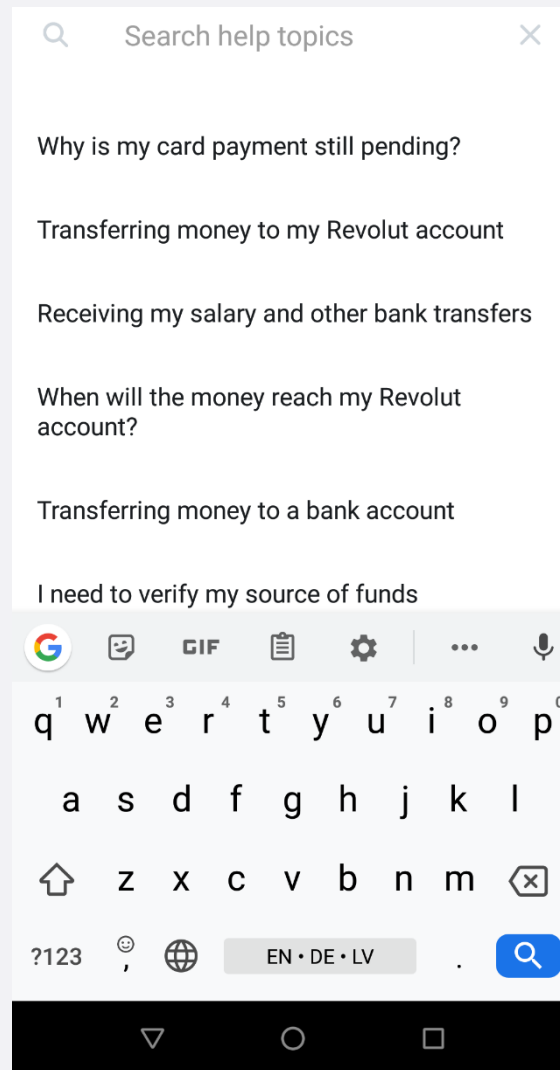 Search help topics
Why is my card payment still pending?
Transferring money to my Revolut account
Receiving my salary and other bank transfers
When will the money reach my Revolut
account?
Transferring money to a bank account
I need to verify my source of funds
G GIF
1 2 3 4 5 6 7 8 9 0
q w e r t y u i o p
a s d f g h j k l
z x c v b n m
?123 , EN • DE • LV .